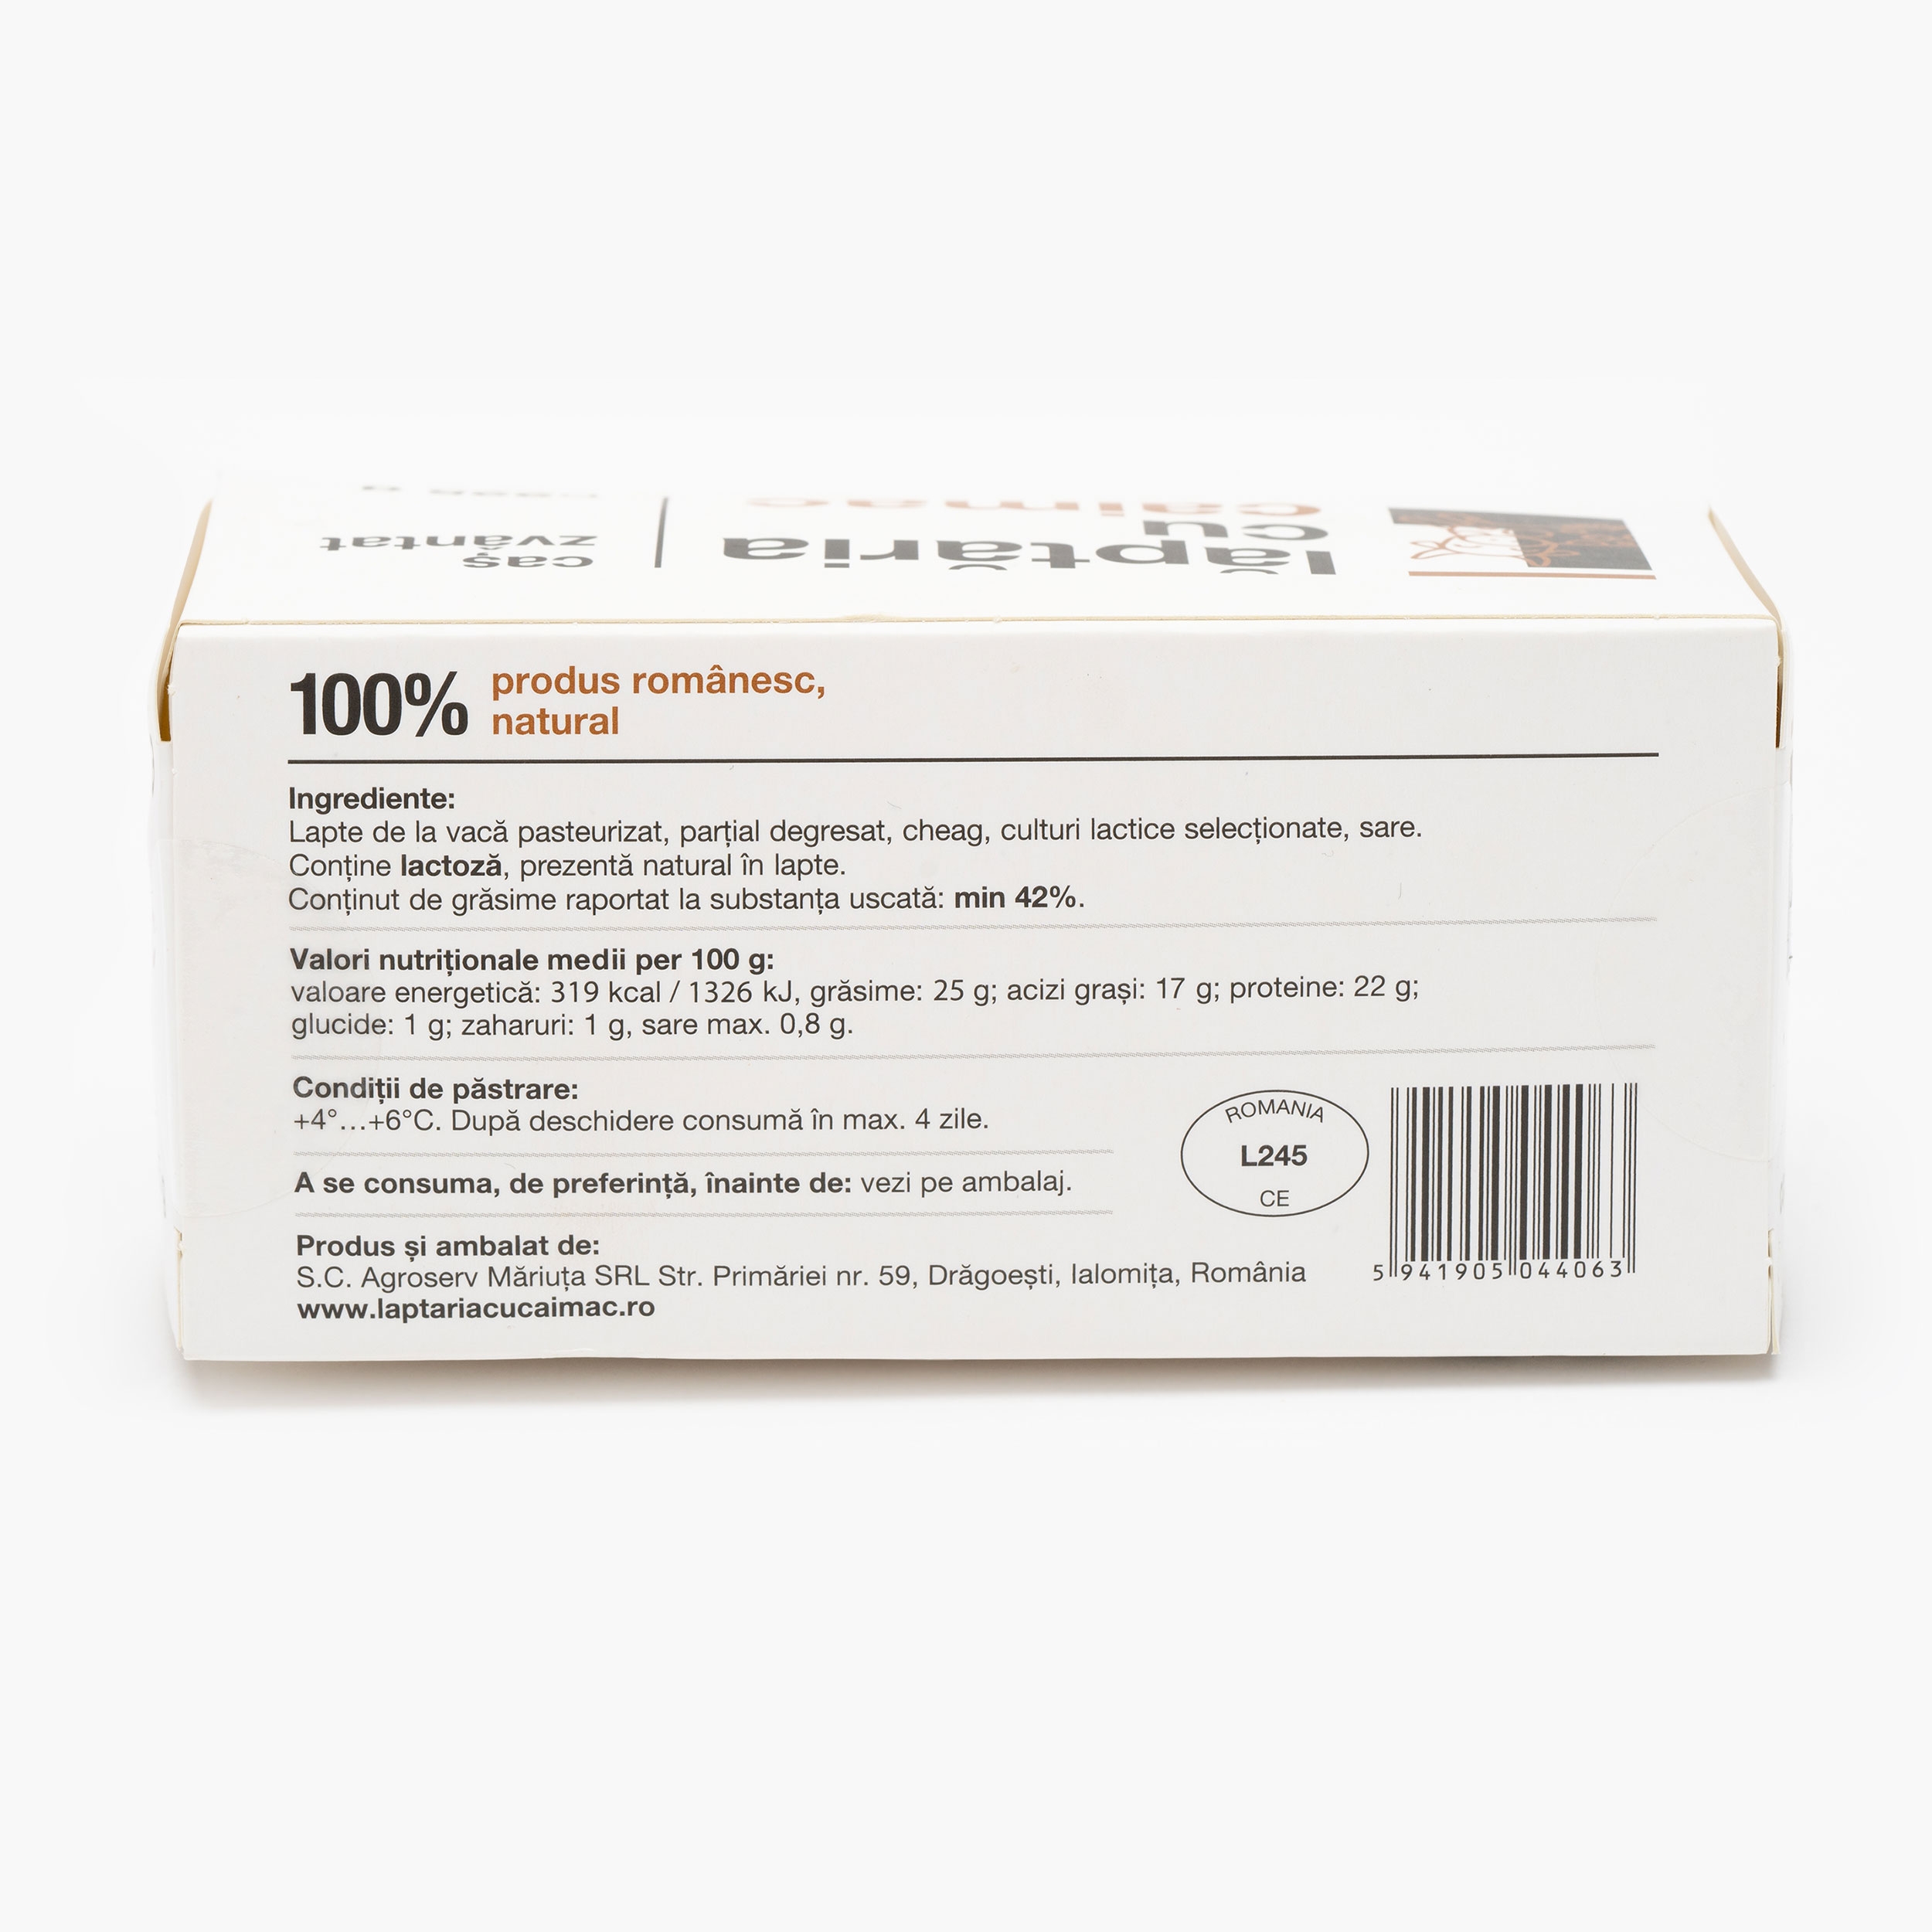 caș
zvântat
lăptăria
cu
caimac
100% produs românesc,
natural
Ingrediente:
Lapte de la vacă pasteurizat, parțial degresat, cheag, culturi lactice selecționate, sare.
Conține lactoză, prezentă natural în lapte.
Conținut de grăsime raportat la substanța uscată: min 42%.
Valori nutriționale medii per 100 g:
valoare energetică: 319 kcal / 1326 kJ, grăsime: 25 g; acizi grași: 17 g; proteine: 22 g;
glucide: 1 g; zaharuri: 1 g, sare max. 0,8 g.
Condiții de păstrare:
+4°...+6°C. După deschidere consumă în max. 4 zile.
A se consuma, de preferință, înainte de: vezi pe ambalaj.
Produs și ambalat de:
S.C. Agroserv Măriuța SRL Str. Primăriei nr. 59, Drăgoești, Ialomița, România
www.laptariacucaimac.ro
ROMANIA
L245
CE
5 941905 044063